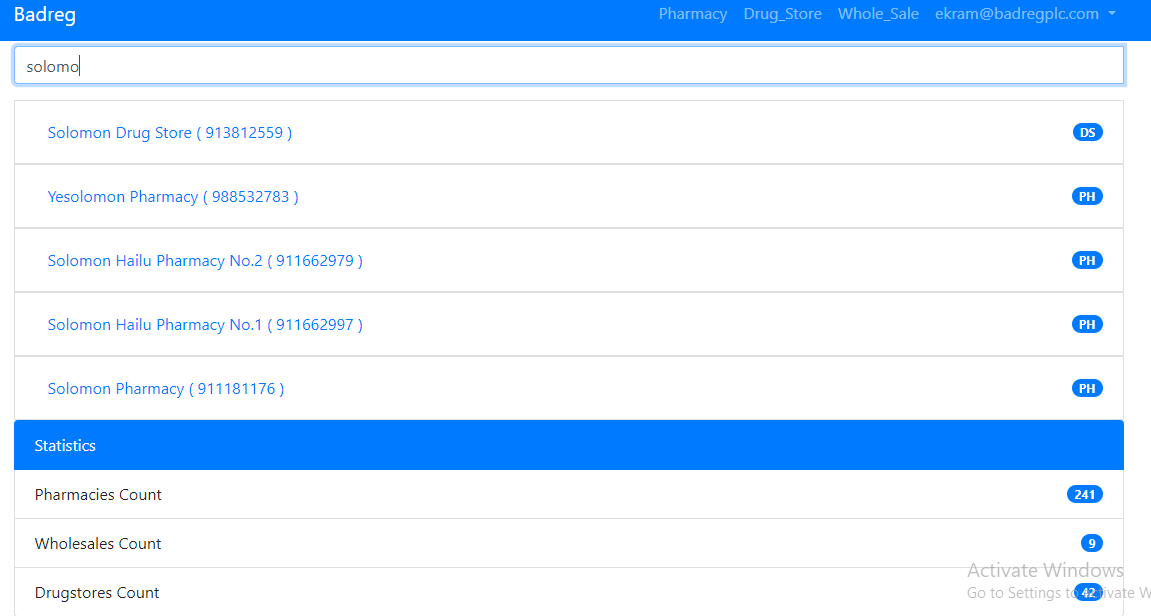 Badreg Pharmacy Drug_Store Whole_Sale ekram@badregplc.com
solomo
Solomon Drug Store ( 913812559 ) DS
Yesolomon Pharmacy ( 988532783 ) PH
Solomon Hailu Pharmacy No.2 ( 911662979 ) PH
Solomon Hailu Pharmacy No.1 ( 911662997 ) PH
Solomon Pharmacy ( 911181176 ) PH
Statistics
Pharmacies Count 241
Wholesales Count 9
Activate Windows
Drugstores Count 42
Go to Settings to Activate W